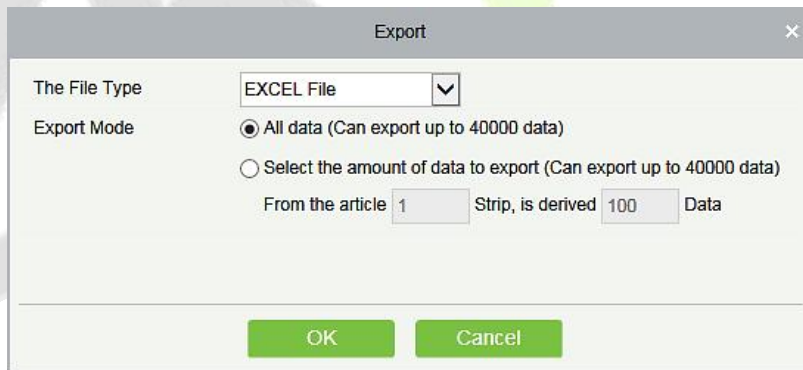 Export
The File Type EXCEL File
Export Mode All data (Can export up to 40000 data)
Select the amount of data to export (Can export up to 40000 data)
From the article 1 Strip, is derived 100 Data
OK Cancel